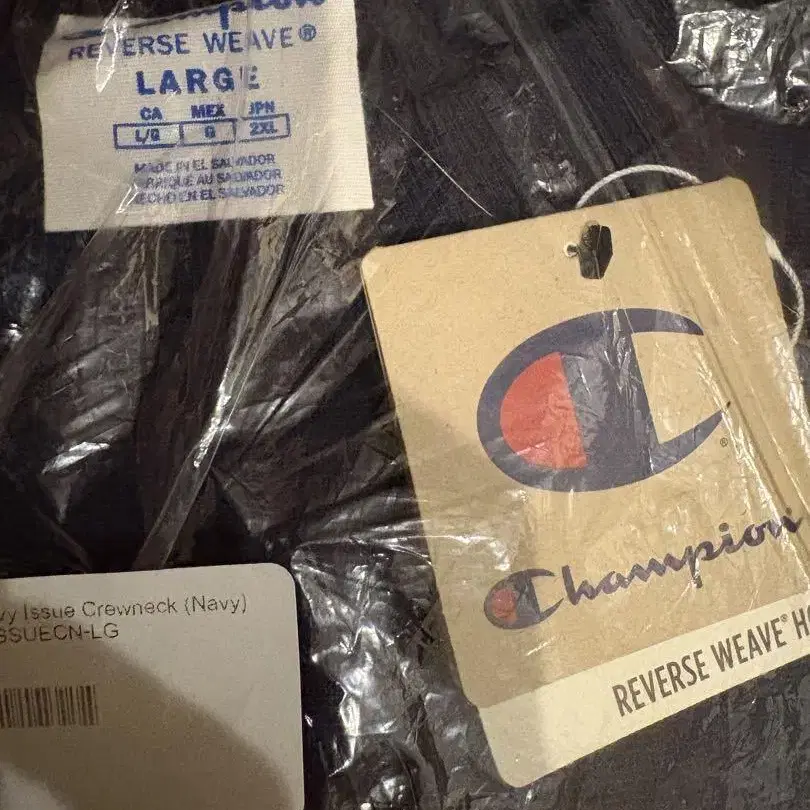 Champion
REVERSE WEAVE®
LARGE
CA MEX JPN
L/G G 2XL
MADE IN EL SALVADOR
AU SALVADOR
HECHO EN EL SALVADOR
®
Champion
REVERSE WEAVE®
Issue Crewneck (Navy)
SSUECN-LG